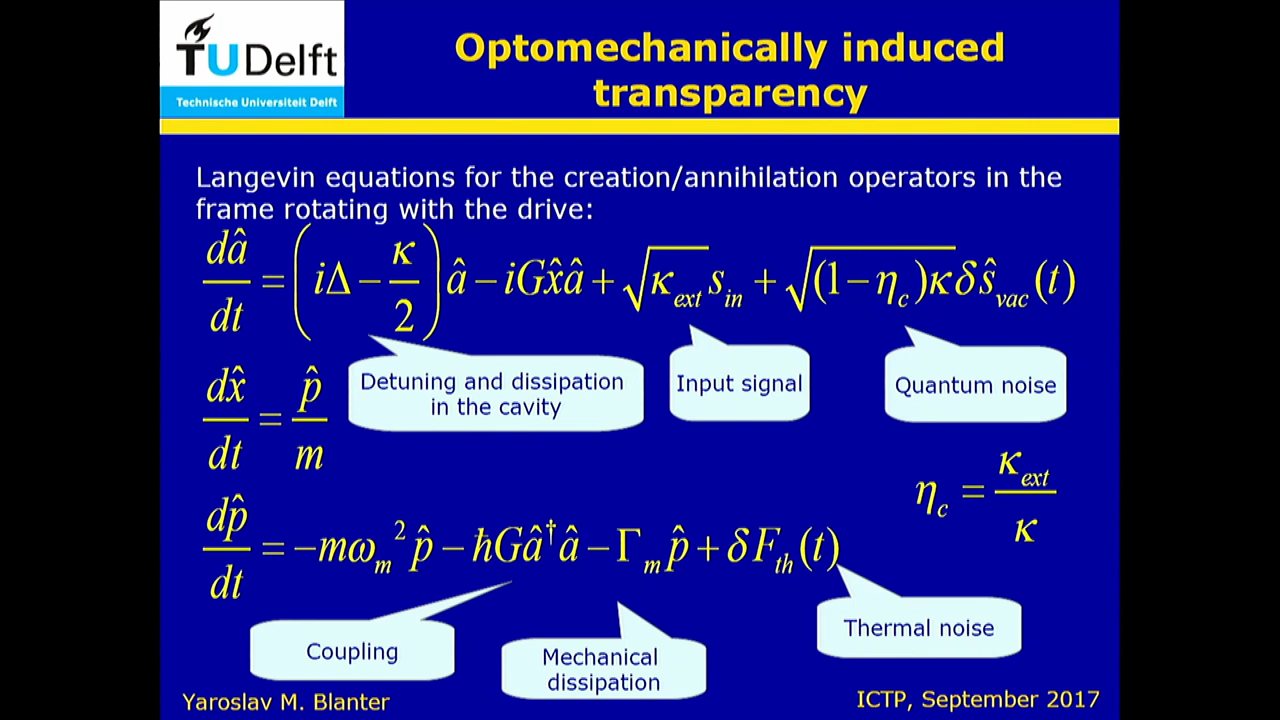 TU Delft
Technische Universiteit Delft
Optomechanically induced
transparency
Langevin equations for the creation/annihilation operators in the
frame rotating with the drive:
dâ/dt = (iΔ − κ/2) â − iGx̂â + √κ_ext s_in + √((1−η_c)κ) δŝ_vac (t)
Detuning and dissipation
in the cavity
Input signal
Quantum noise
dx̂/dt = p̂/m
η_c = κ_ext/κ
dp̂/dt = −mω_m² p̂ − ħGâ†â − Γ_m p̂ + δF_th (t)
Coupling
Mechanical
dissipation
Thermal noise
Yaroslav M. Blanter
ICTP, September 2017